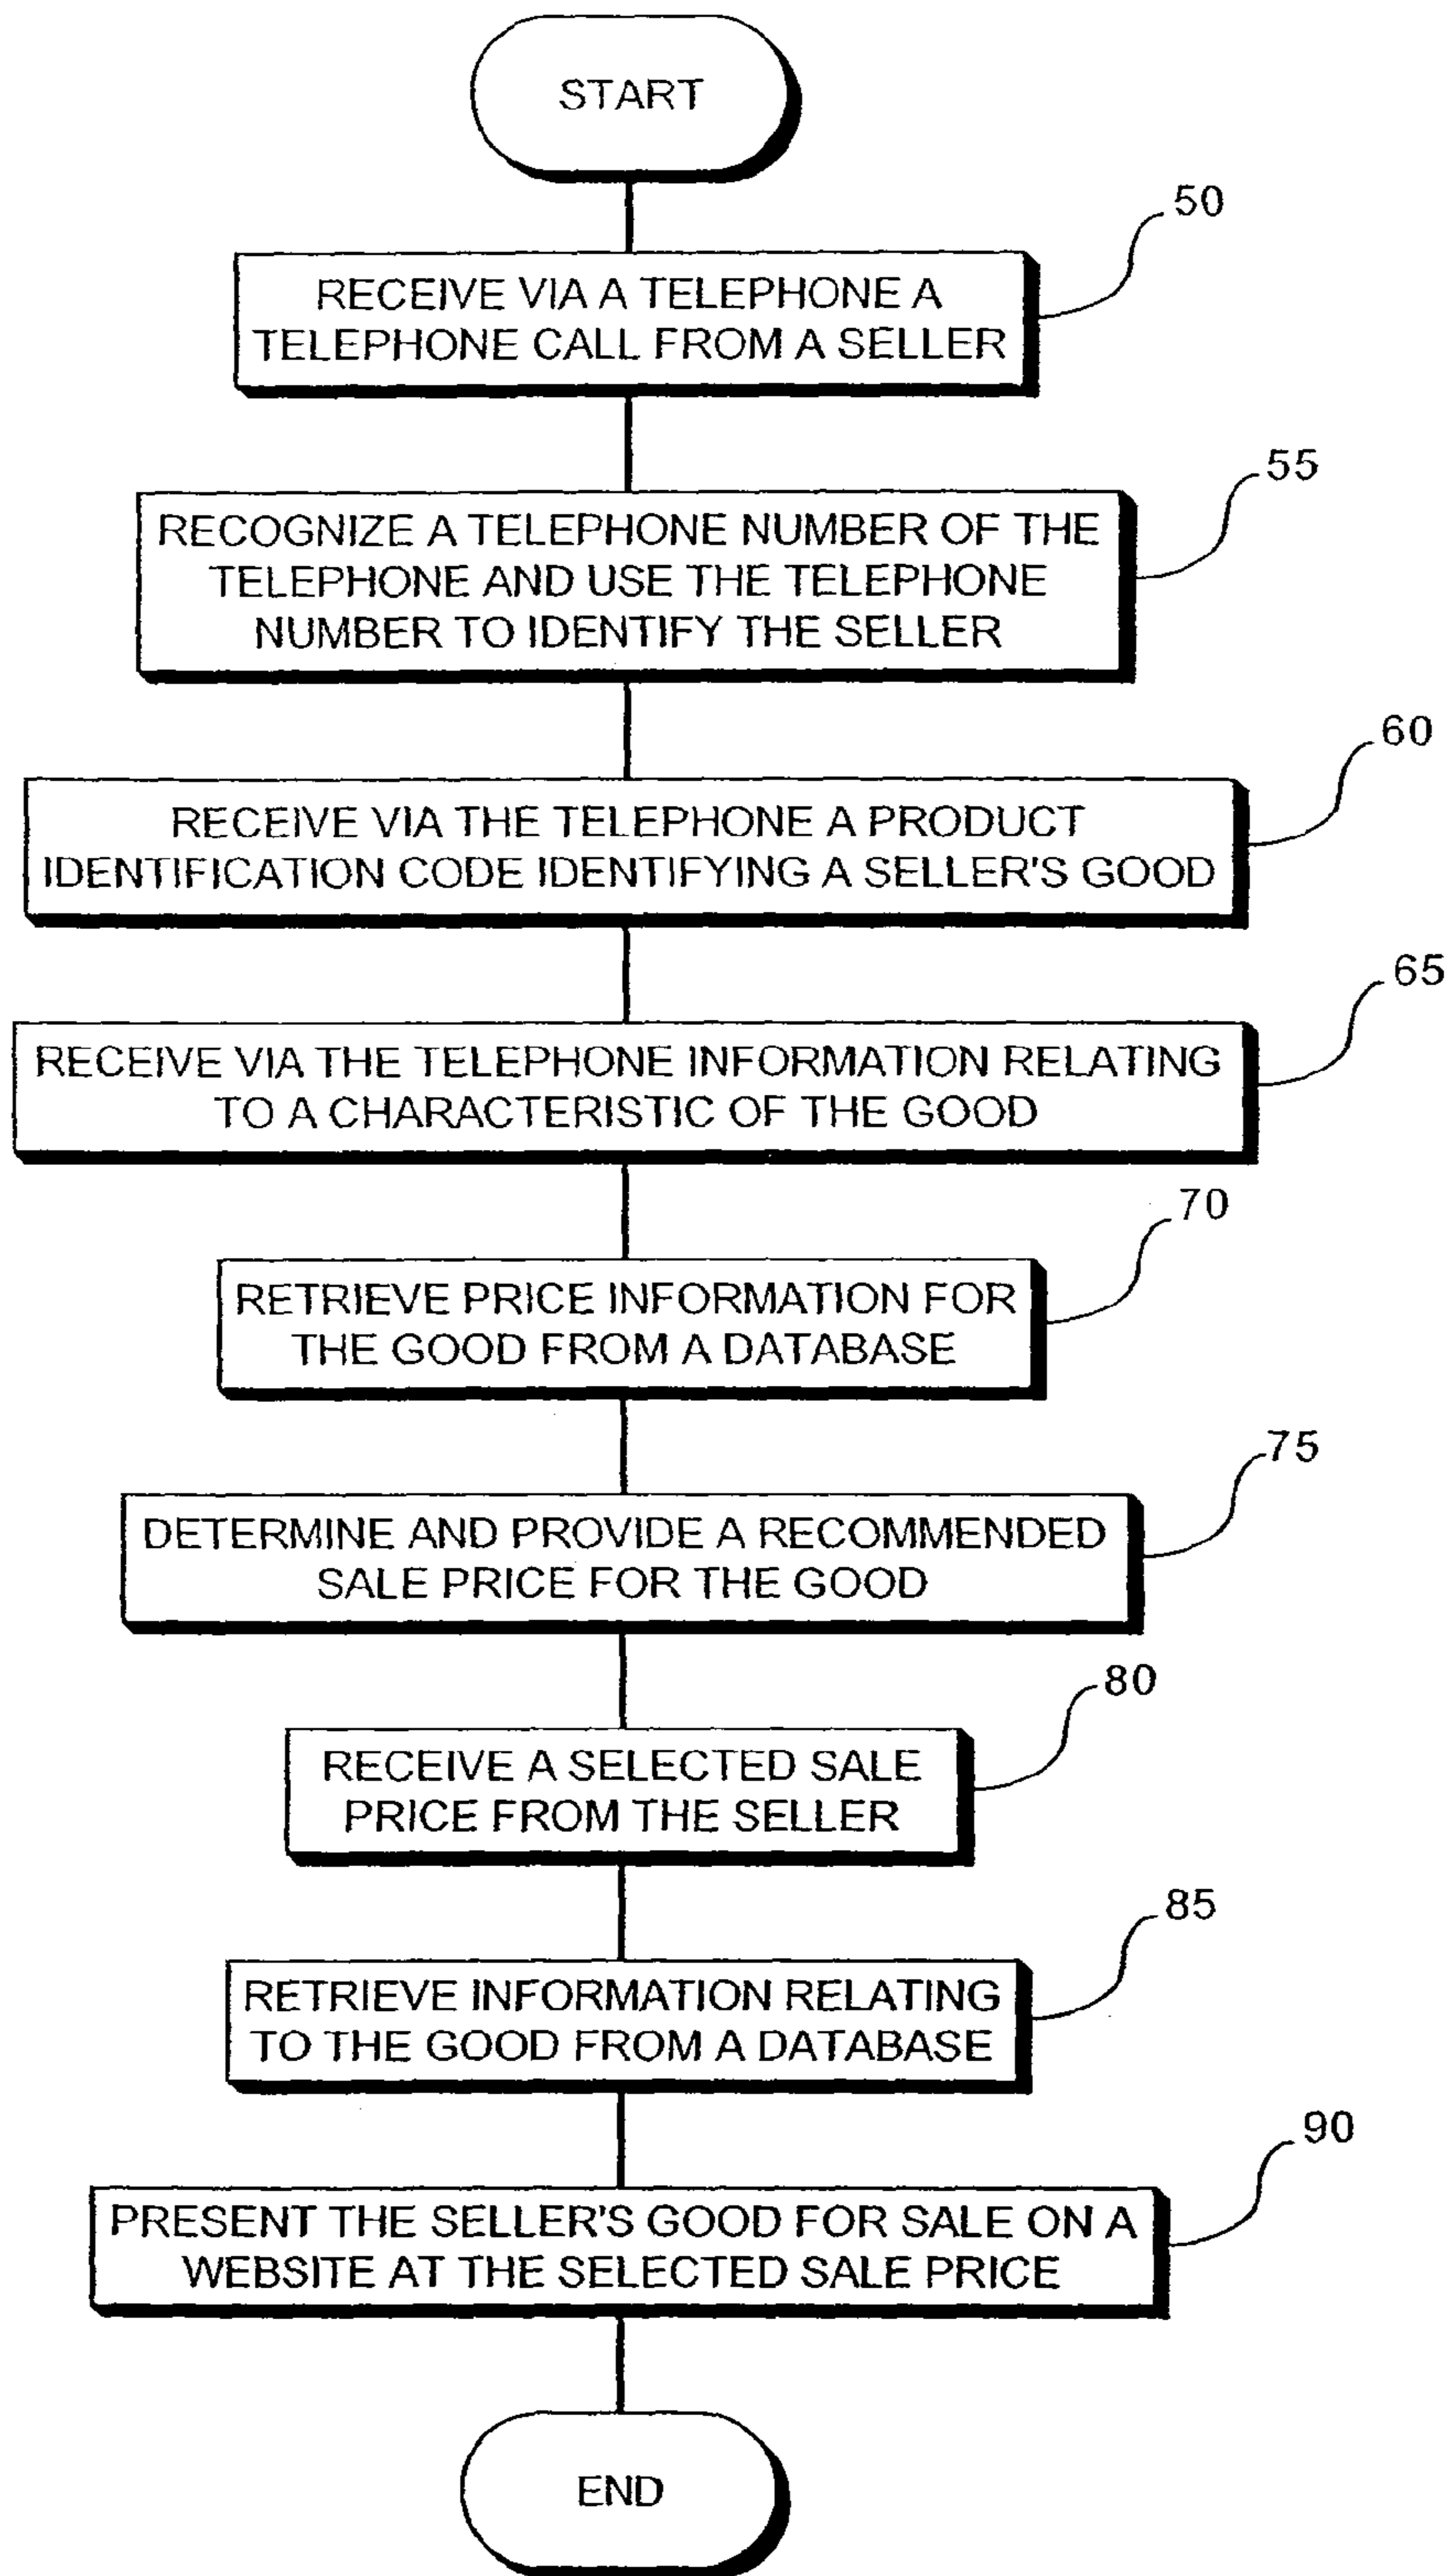 START
50
RECEIVE VIA A TELEPHONE A
TELEPHONE CALL FROM A SELLER
55
RECOGNIZE A TELEPHONE NUMBER OF THE
TELEPHONE AND USE THE TELEPHONE
NUMBER TO IDENTIFY THE SELLER
60
RECEIVE VIA THE TELEPHONE A PRODUCT
IDENTIFICATION CODE IDENTIFYING A SELLER'S GOOD
65
RECEIVE VIA THE TELEPHONE INFORMATION RELATING
TO A CHARACTERISTIC OF THE GOOD
70
RETRIEVE PRICE INFORMATION FOR
THE GOOD FROM A DATABASE
75
DETERMINE AND PROVIDE A RECOMMENDED
SALE PRICE FOR THE GOOD
80
RECEIVE A SELECTED SALE
PRICE FROM THE SELLER
85
RETRIEVE INFORMATION RELATING
TO THE GOOD FROM A DATABASE
90
PRESENT THE SELLER'S GOOD FOR SALE ON A
WEBSITE AT THE SELECTED SALE PRICE
END